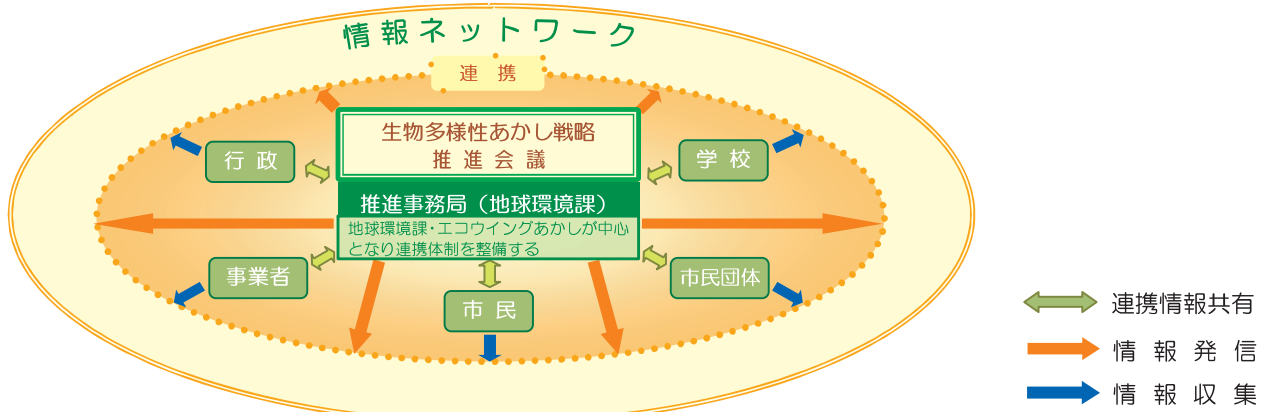 情報ネットワーク
連 携
生物多様性あかし戦略
推 進 会 議
行 政
学 校
推進事務局（地球環境課）
地球環境課・エコウイングあかしが中心
となり連携体制を整備する
事業者
市 民
市民団体
連携情報共有
情 報 発 信
情 報 収 集